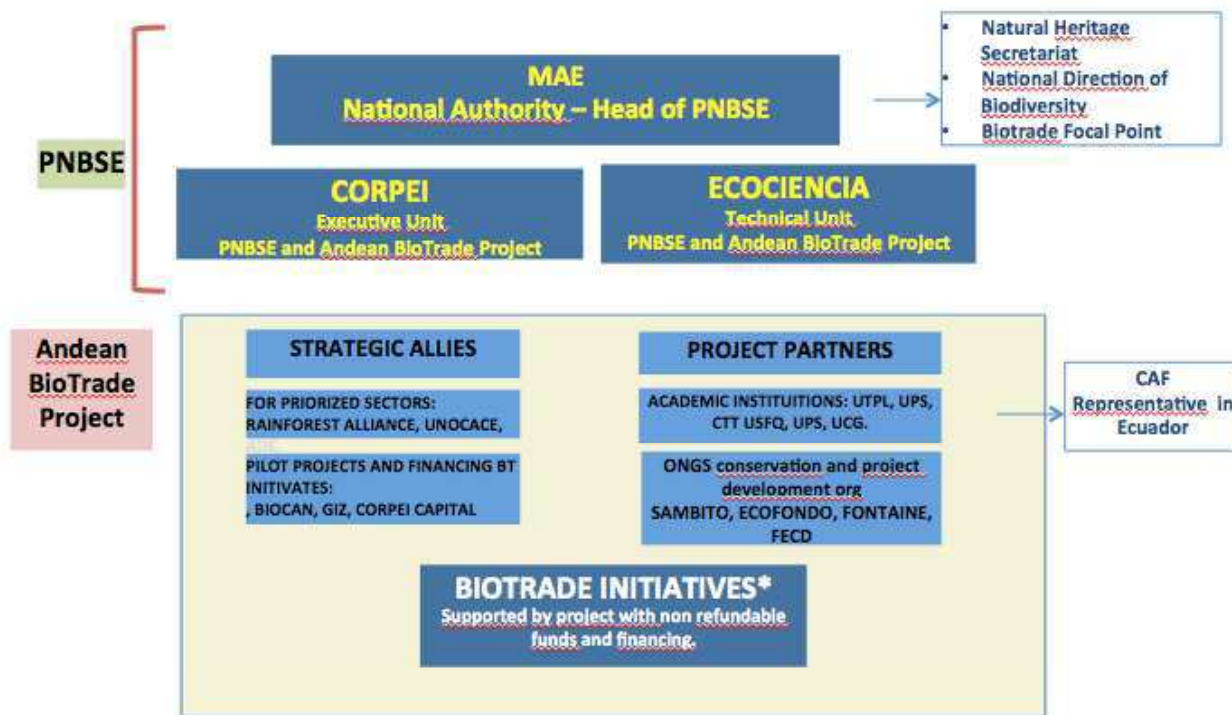 PNBSE
MAE
National Authority – Head of PNBSE
• Natural Heritage
Secretariat
• National Direction of
Biodiversity
• Biotrade Focal Point
CORPEI
Executive Unit
PNBSE and Andean BioTrade Project
ECOCIENCIA
Technical Unit
PNBSE and Andean BioTrade Project
Andean
BioTrade
Project
STRATEGIC ALLIES
FOR PRIORIZED SECTORS:
RAINFOREST ALLIANCE, UNOCACE,
PILOT PROJECTS AND FINANCING BT
INITIVATES:
, BIOCAN, GIZ, CORPEI CAPITAL
PROJECT PARTNERS
ACADEMIC INSTITUITIONS: UTPL, UPS,
CTT USFQ, UPS, UCG.
ONGS conservation and project
development org
SAMBITO, ECOFONDO, FONTAINE,
FECD
CAF
Representative in
Ecuador
BIOTRADE INITIATIVES*
Supported by project with non refundable
funds and financing.